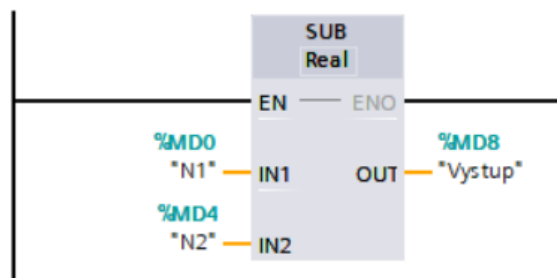 SUB
Real
EN ENO
%MD0 %MD8
"N1" IN1 OUT "Vystup"
%MD4
"N2" IN2